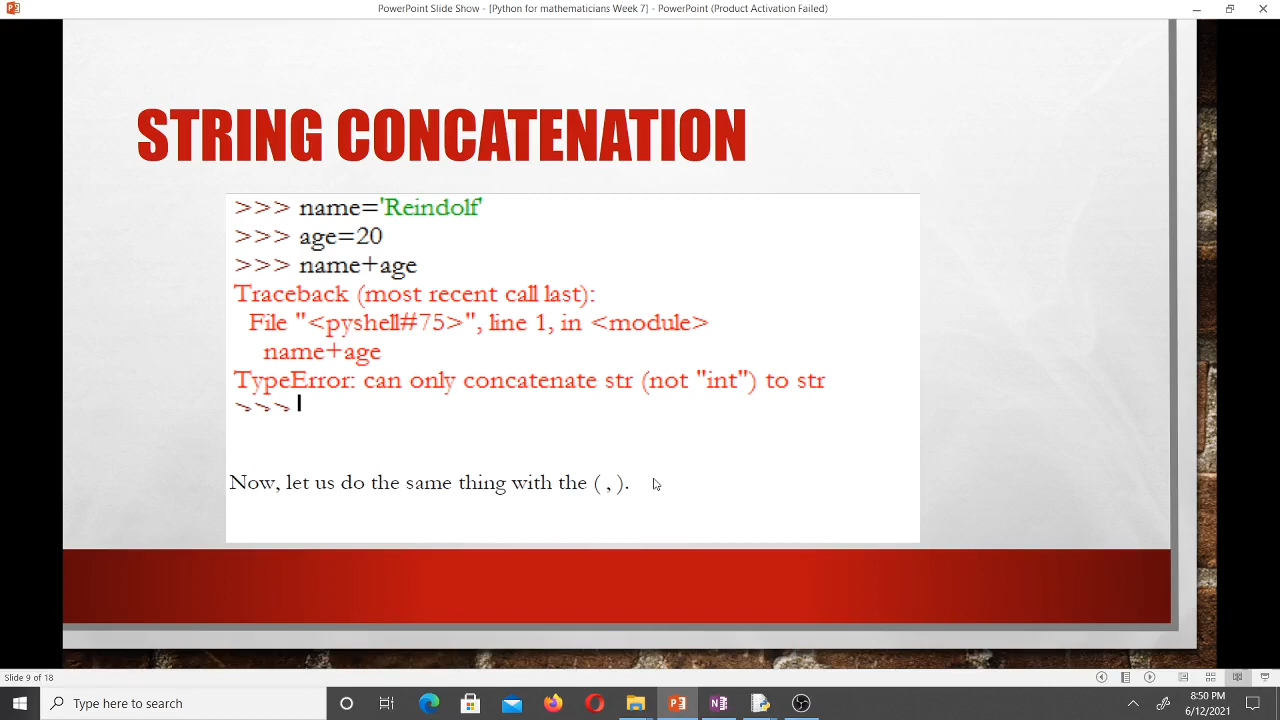 PowerPoint Slide Show - [Python for mathematicians Week 7] - PowerPoint (Product Activation Failed)
STRING CONCATENATION
>>> name='Reindolf'
>>> age=20
>>> name+age
Traceback (most recent call last):
File "<pyshell#75>", line 1, in <module>
name+age
TypeError: can only concatenate str (not "int") to str
>>>
Now, let us do the same thing with the ( , ).
Slide 9 of 18
Type here to search
8:50 PM
6/12/2021